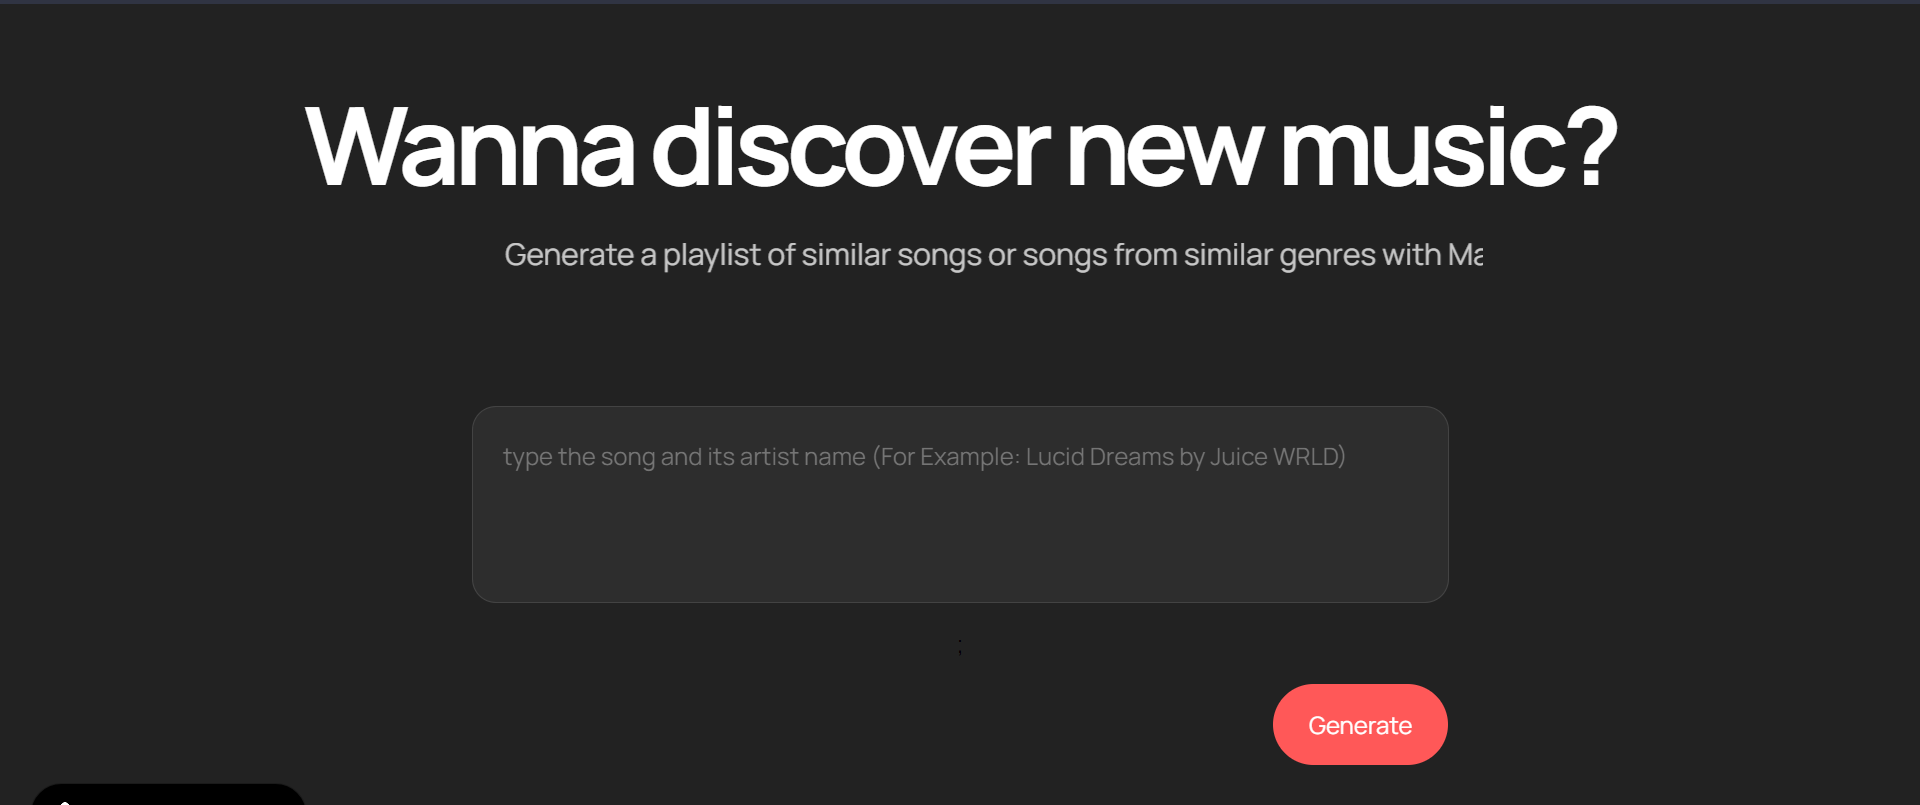 Wanna discover new music?
Generate a playlist of similar songs or songs from similar genres with
type the song and its artist name (For Example: Lucid Dreams by Juice WRLD)
;
Generate